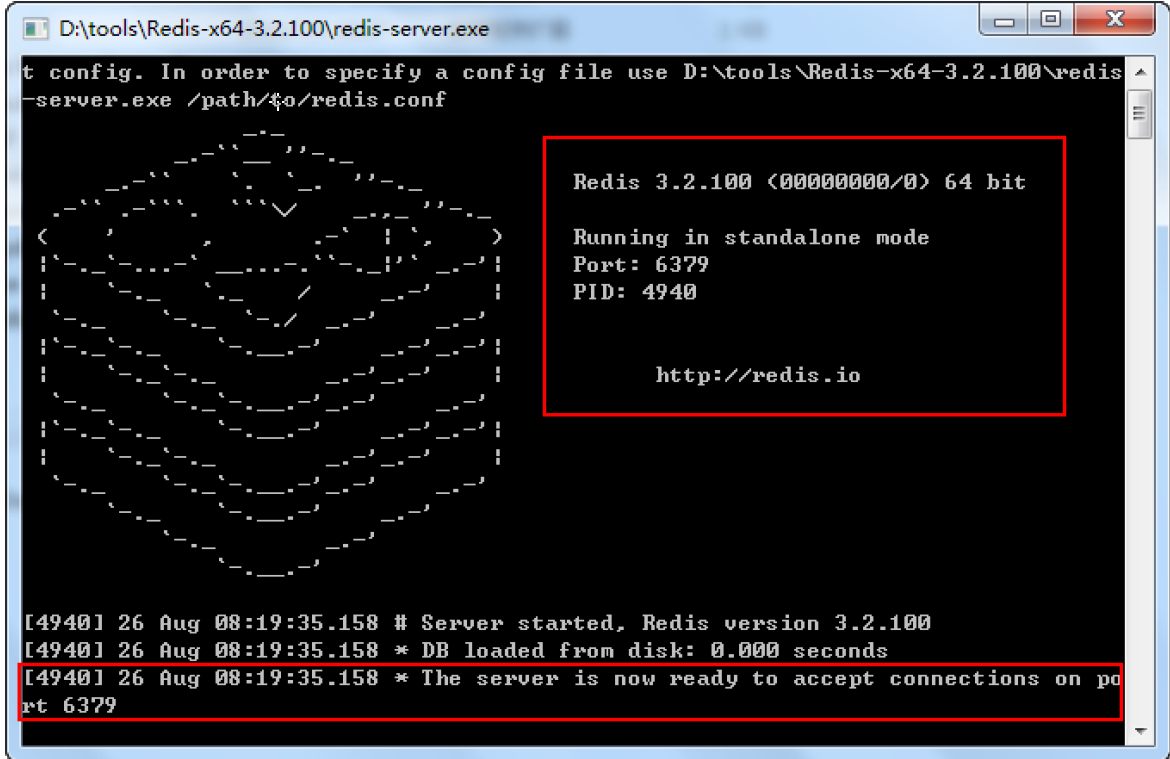 D:\tools\Redis-x64-3.2.100\redis-server.exe
t config. In order to specify a config file use D:\tools\Redis-x64-3.2.100\redis
-server.exe /path/to/redis.conf
Redis 3.2.100 (00000000/0) 64 bit
Running in standalone mode
Port: 6379
PID: 4940
http://redis.io
[4940] 26 Aug 08:19:35.158 # Server started, Redis version 3.2.100
[4940] 26 Aug 08:19:35.158 * DB loaded from disk: 0.000 seconds
[4940] 26 Aug 08:19:35.158 * The server is now ready to accept connections on po
rt 6379